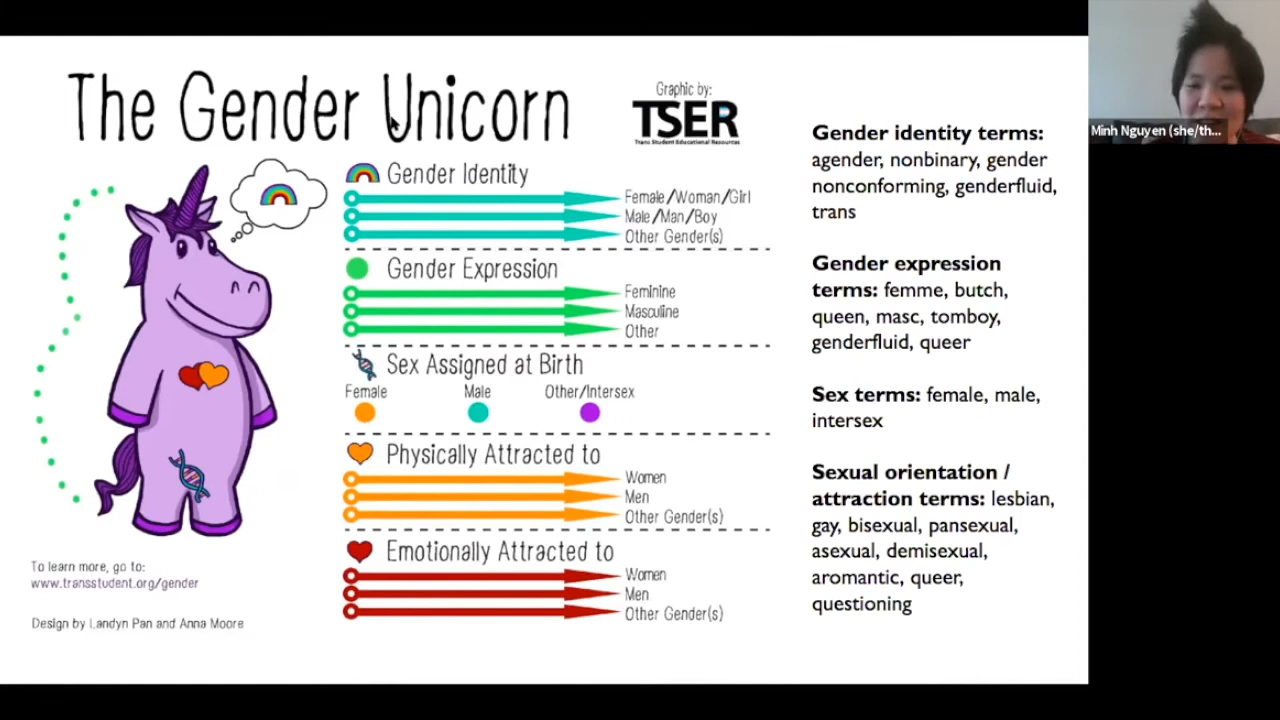 The Gender Unicorn
Graphic by:
TSER
Trans Student Educational Resources
Gender Identity
Female/Woman/Girl
Male/Man/Boy
Other Gender(s)
Gender Expression
Feminine
Masculine
Other
Sex Assigned at Birth
Female Male Other/Intersex
Physically Attracted to
Women
Men
Other Gender(s)
Emotionally Attracted to
Women
Men
Other Gender(s)
To learn more, go to:
www.transstudent.org/gender
Design by Landyn Pan and Anna Moore
Gender identity terms:
agender, nonbinary, gender
nonconforming, genderfluid,
trans
Gender expression
terms: femme, butch,
queen, masc, tomboy,
genderfluid, queer
Sex terms: female, male,
intersex
Sexual orientation /
attraction terms: lesbian,
gay, bisexual, pansexual,
asexual, demisexual,
aromantic, queer,
questioning
Minh Nguyen (she/th...